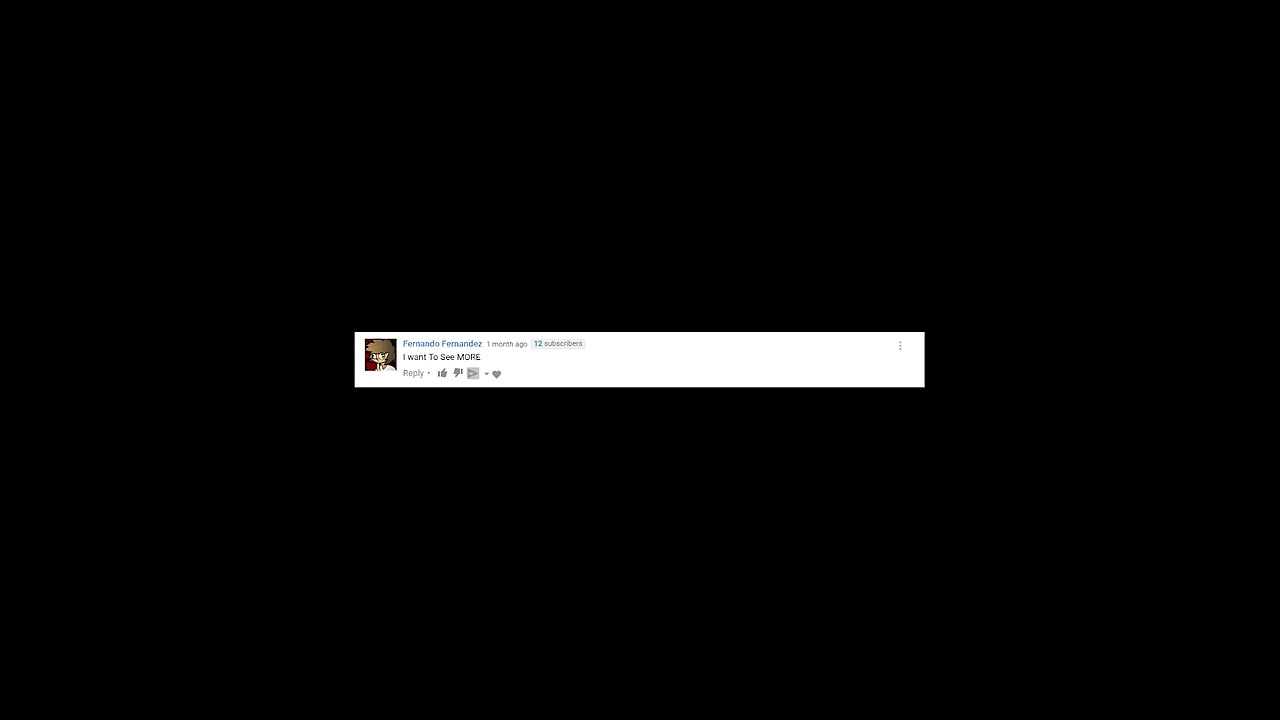 Fernando Fernandez 1 month ago 12 subscribers
I want To See MORE
Reply •